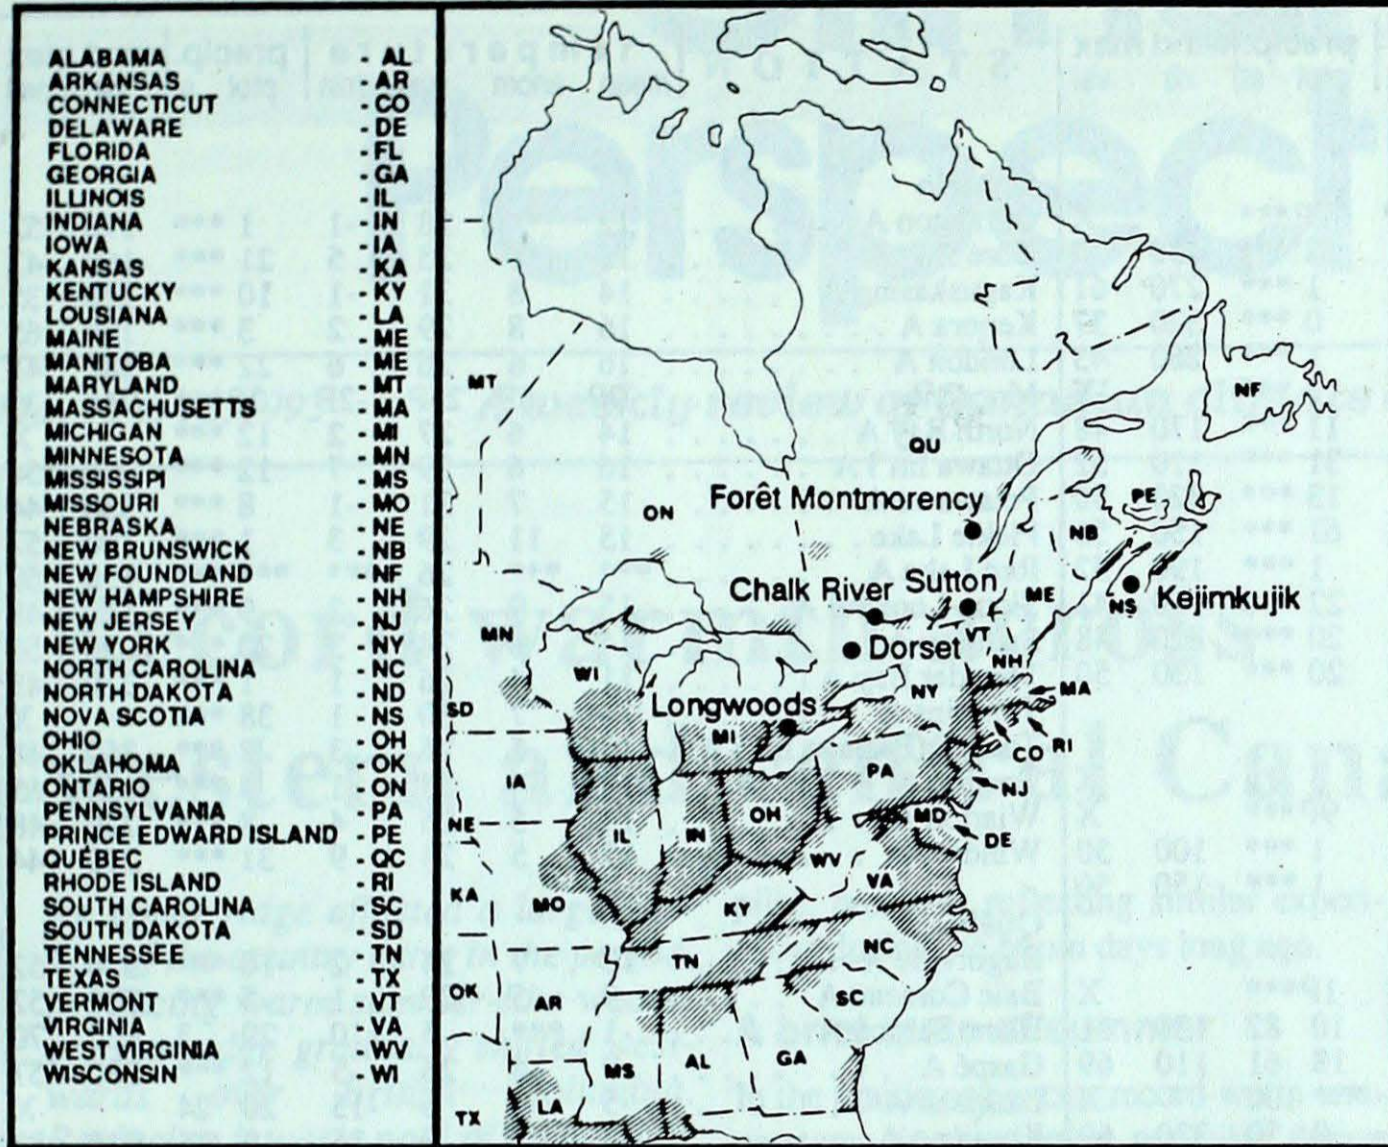 ALABAMA - AL
ARKANSAS - AR
CONNECTICUT - CO
DELAWARE - DE
FLORIDA - FL
GEORGIA - GA
ILLINOIS - IL
INDIANA - IN
IOWA - IA
KANSAS - KA
KENTUCKY - KY
LOUSIANA - LA
MAINE - ME
MANITOBA - ME
MARYLAND - MT
MASSACHUSETTS - MA
MICHIGAN - MI
MINNESOTA - MN
MISSISSIPI - MS
MISSOURI - MO
NEBRASKA - NE
NEW BRUNSWICK - NB
NEW FOUNDLAND - NF
NEW HAMPSHIRE - NH
NEW JERSEY - NJ
NEW YORK - NY
NORTH CAROLINA - NC
NORTH DAKOTA - ND
NOVA SCOTIA - NS
OHIO - OH
OKLAHOMA - OK
ONTARIO - ON
PENNSYLVANIA - PA
PRINCE EDWARD ISLAND - PE
QUÉBEC - QC
RHODE ISLAND - RI
SOUTH CAROLINA - SC
SOUTH DAKOTA - SD
TENNESSEE - TN
TEXAS - TX
VERMONT - VT
VIRGINIA - VA
WEST VIRGINIA - WV
WISCONSIN - WI
MT
NF
QU
Forêt Montmorency
PE
ON
NB
Chalk River
Sutton
ME
NS
Kejimkujik
MN
Dorset
VT
NH
WI
NY
MA
SD
Longwoods
MI
CO
RI
IA
PA
NJ
NE
IL
IN
OH
MD
DE
WV
VA
KA
MO
KY
NC
TN
OK
AR
SC
MS
AL
GA
LA
TX